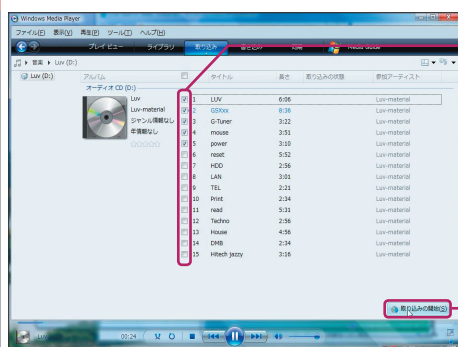 Windows Media Player
ファイル(F) 表示(V) 再生(P) ツール(T) ヘルプ(H)
プレイ ビュー ライブラリ 取り込み 書き込み 同期 Media Guide
音楽 ▸ Luv (D:)
Luv (D:) アルバム タイトル 長さ 取り込みの状態 参加アーティスト
オーディオ CD (D:)
Luv
Luv-material
ジャンル情報なし
年情報なし
1 LUV 6:06 Luv-material
2 GSXxx 8:36 Luv-material
3 G-Tuner 3:22 Luv-material
4 mouse 3:51 Luv-material
5 power 3:10 Luv-material
6 reset 5:52 Luv-material
7 HDD 2:56 Luv-material
8 LAN 3:01 Luv-material
9 TEL 2:21 Luv-material
10 Print 2:34 Luv-material
11 read 5:31 Luv-material
12 Techno 2:56 Luv-material
13 House 4:56 Luv-material
14 DMB 2:34 Luv-material
15 Hitech jazzy 3:16 Luv-material
取り込みの開始(S)
LUV 00:24